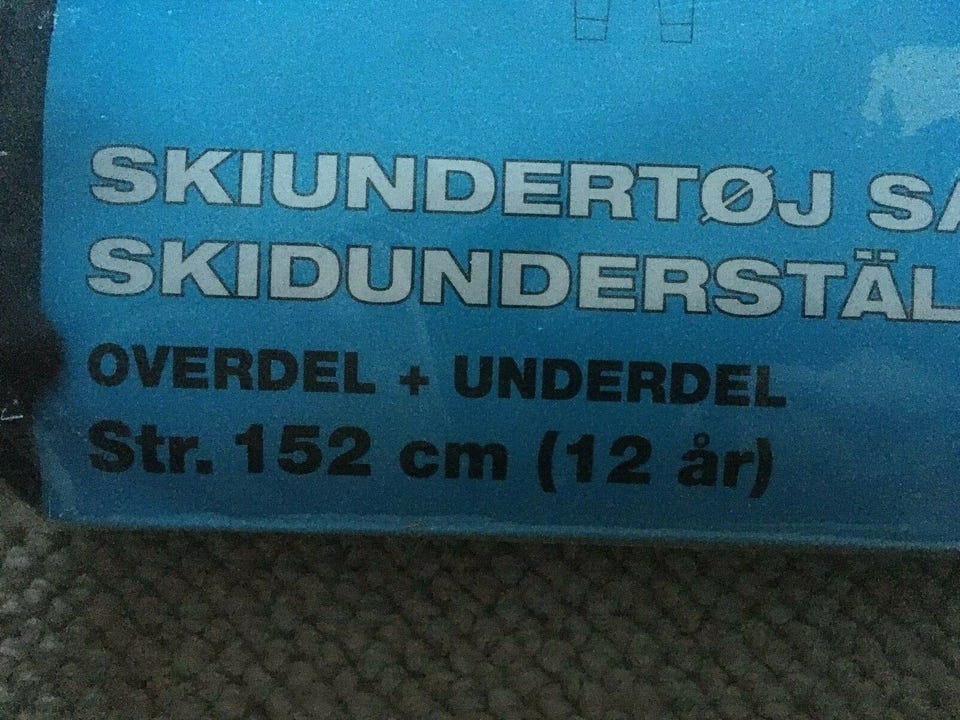 SKIUNDERTØJ
SKIDUNDERSTÄL
OVERDEL + UNDERDEL
Str. 152 cm (12 år)